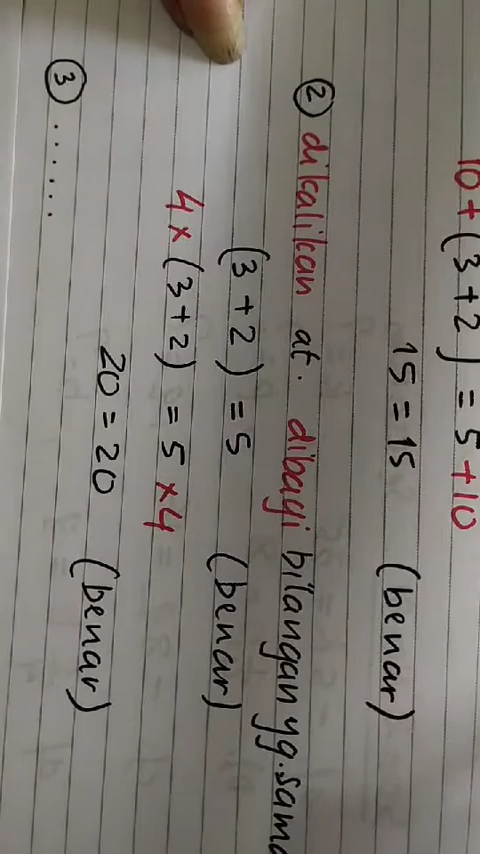 10 + (3 + 2) = 5 + 10
15 = 15 (benar)
② dikalikan at. dibagi bilangan yg. sama
(3 + 2) = 5 (benar)
4 × (3 + 2) = 5 × 4
20 = 20 (benar)
③ .......